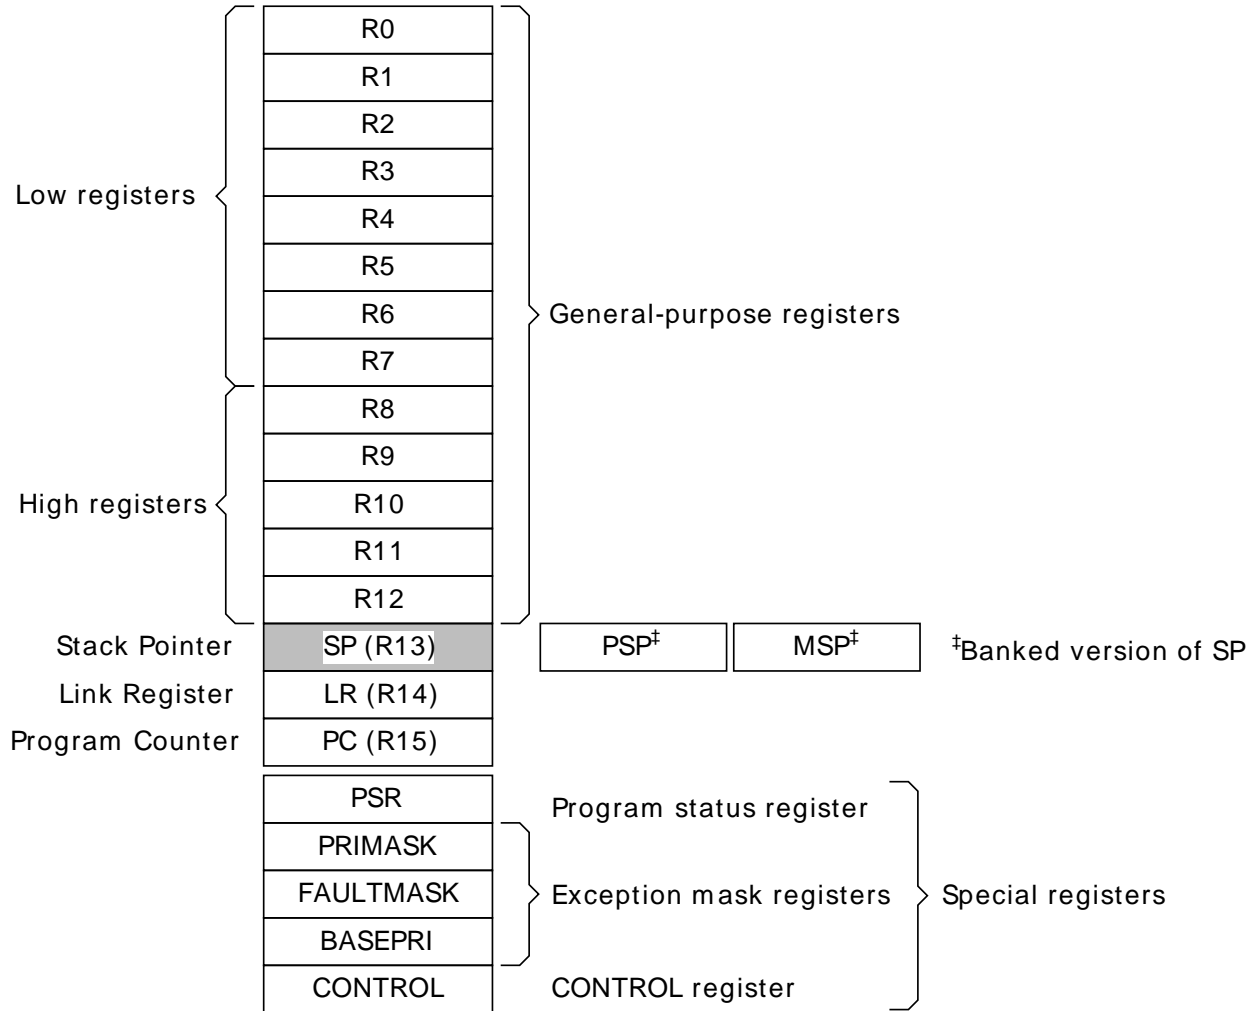 R0
R1
R2
R3
Low registers
R4
R5
R6
General-purpose registers
R7
R8
R9
High registers
R10
R11
R12
Stack Pointer SP (R13) PSP‡ MSP‡ ‡Banked version of SP
Link Register LR (R14)
Program Counter PC (R15)
PSR Program status register
PRIMASK
FAULTMASK Exception mask registers Special registers
BASEPRI
CONTROL CONTROL register